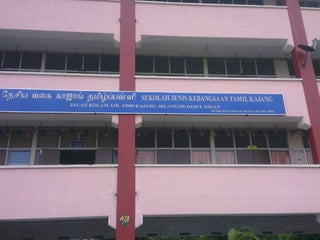 தேசிய வகை காஜாங் தமிழ்ப்பள்ளி SEKOLAH JENIS KEBANGSAAN TAMIL KAJANG
JALAN KOLAM AIR, 43000 KAJANG SELANGOR DARUL EHSAN